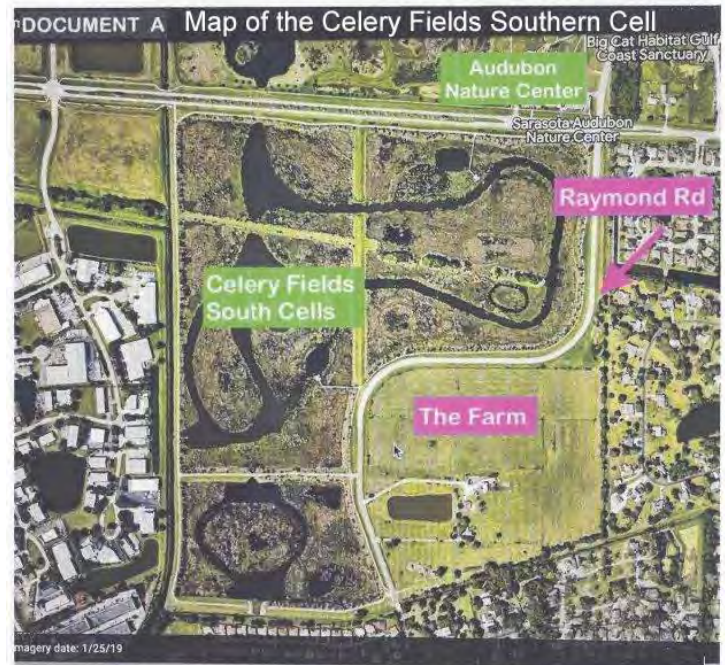 DOCUMENT A Map of the Celery Fields Southern Cell
Big Cat Habitat Gulf
Coast Sanctuary
Audubon
Nature Center
Sarasota Audubon
Nature Center
Raymond Rd
Celery Fields
South Cells
The Farm
magery date: 1/25/19